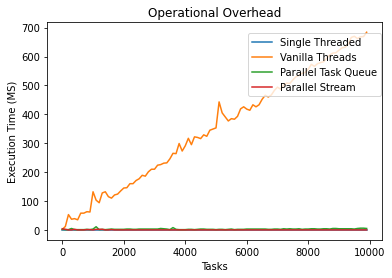 Operational Overhead
Single Threaded
Vanilla Threads
Parallel Task Queue
Parallel Stream
Execution Time (MS)
700
600
500
400
300
200
100
0
0 2000 4000 6000 8000 10000
Tasks